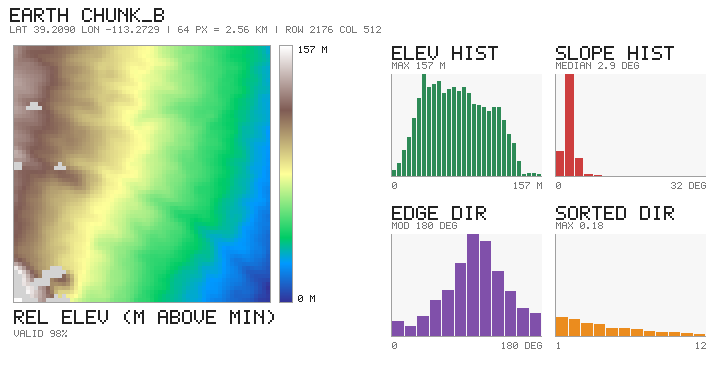 EARTH CHUNK_B
LAT 39.2090 LON -113.2729 | 64 PX = 2.56 KM | ROW 2176 COL 512
157 M
0 M
REL ELEV (M ABOVE MIN)
VALID 98%
ELEV HIST
MAX 157 M
0 157 M
SLOPE HIST
MEDIAN 2.9 DEG
0 32 DEG
EDGE DIR
MOD 180 DEG
0 180 DEG
SORTED DIR
MAX 0.18
1 12